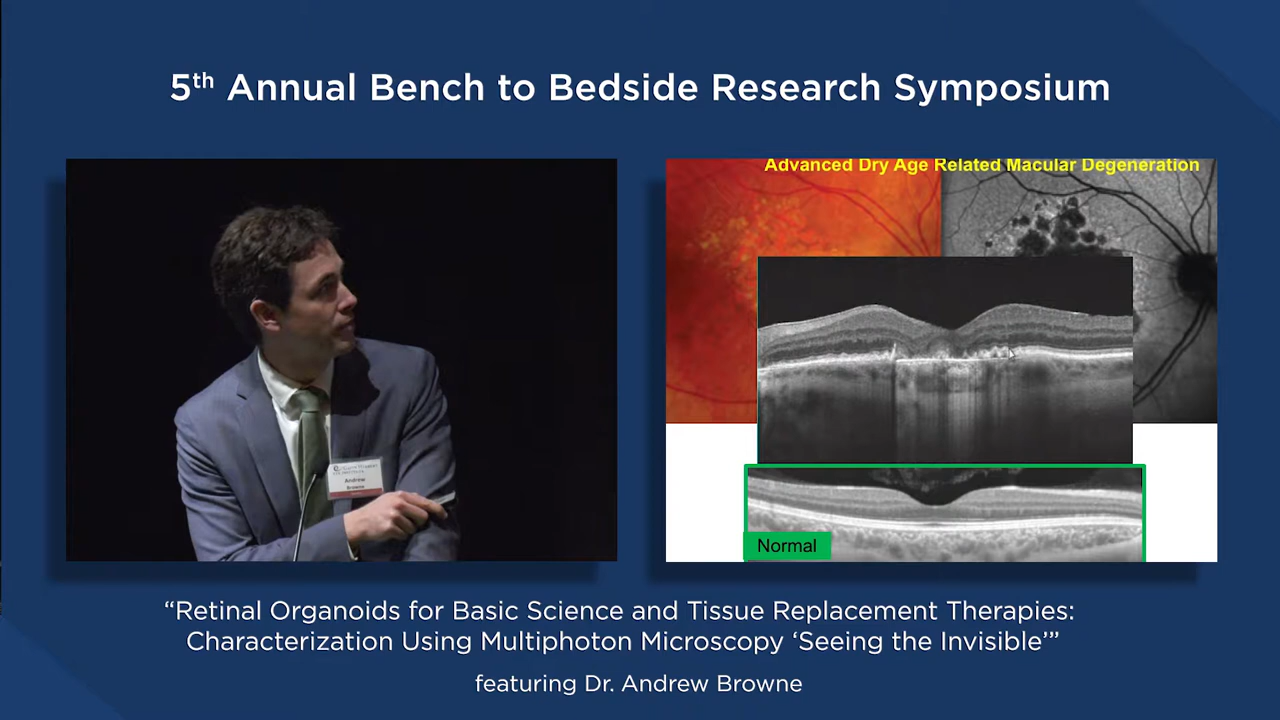 5th Annual Bench to Bedside Research Symposium
Advanced Dry Age Related Macular Degeneration
Andrew
Browne
Normal
“Retinal Organoids for Basic Science and Tissue Replacement Therapies:
Characterization Using Multiphoton Microscopy ‘Seeing the Invisible’”
featuring Dr. Andrew Browne